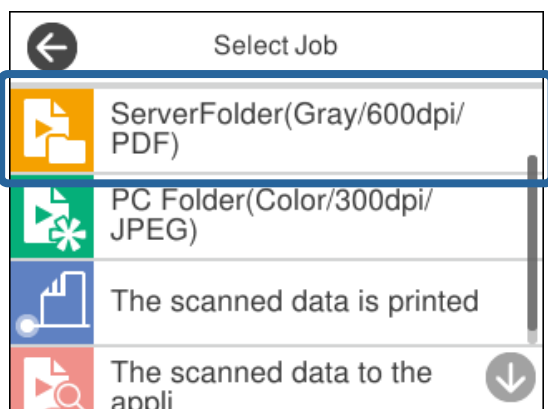 Select Job
ServerFolder(Gray/600dpi/
PDF)
PC Folder(Color/300dpi/
JPEG)
The scanned data is printed
The scanned data to the
appli